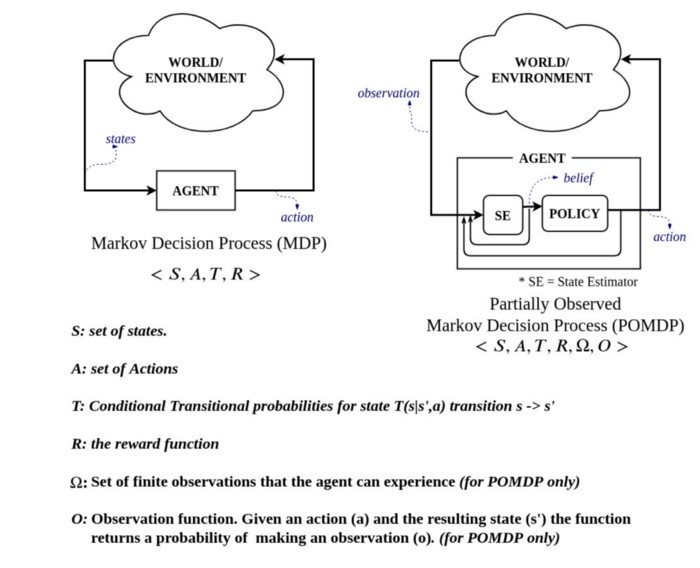 WORLD/
ENVIRONMENT
states
AGENT
action
Markov Decision Process (MDP)
< S, A, T, R >
WORLD/
ENVIRONMENT
observation
AGENT
belief
SE
POLICY
action
* SE = State Estimator
Partially Observed
Markov Decision Process (POMDP)
< S, A, T, R, Ω, O >
S: set of states.
A: set of Actions
T: Conditional Transitional probabilities for state T(s|s',a) transition s -> s'
R: the reward function
Ω: Set of finite observations that the agent can experience (for POMDP only)
O: Observation function. Given an action (a) and the resulting state (s') the function
returns a probability of making an observation (o). (for POMDP only)